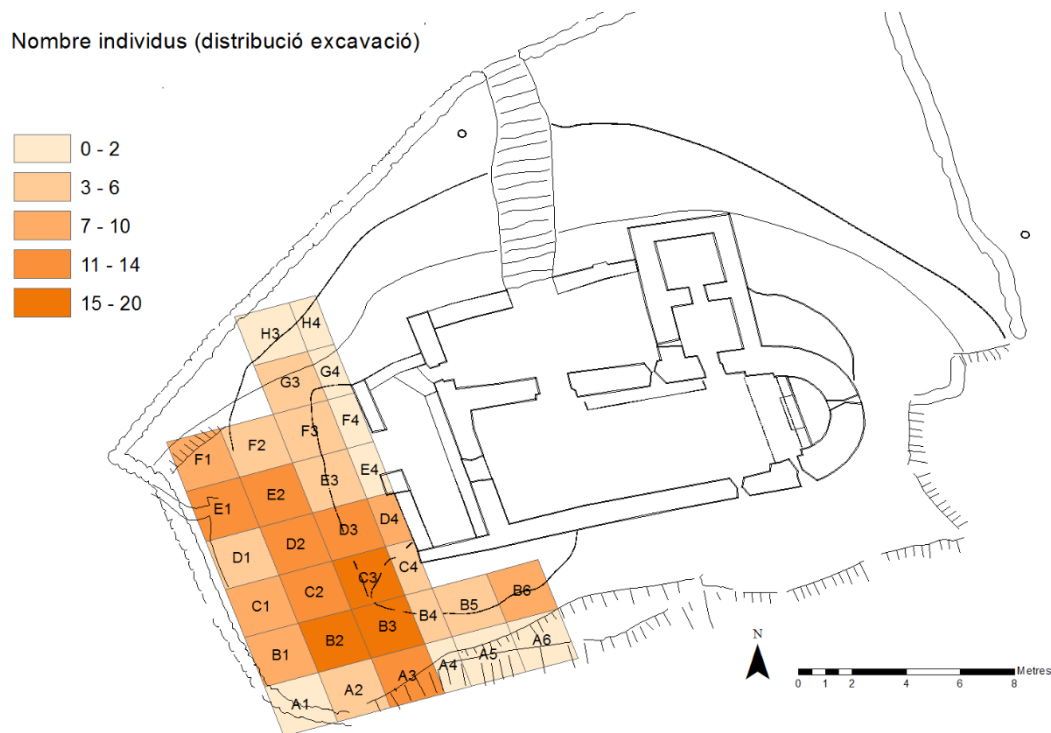 Nombre individus (distribució excavació)
0 - 2
3 - 6
7 - 10
11 - 14
15 - 20
H3 H4
G3 G4
F1 F2 F3 F4
E1 E2 E3 E4
D1 D2 D3 D4
C1 C2 C3 C4
B1 B2 B3 B4 B5 B6
A1 A2 A3 A4 A5 A6
N
Metres
0 1 2 4 6 8